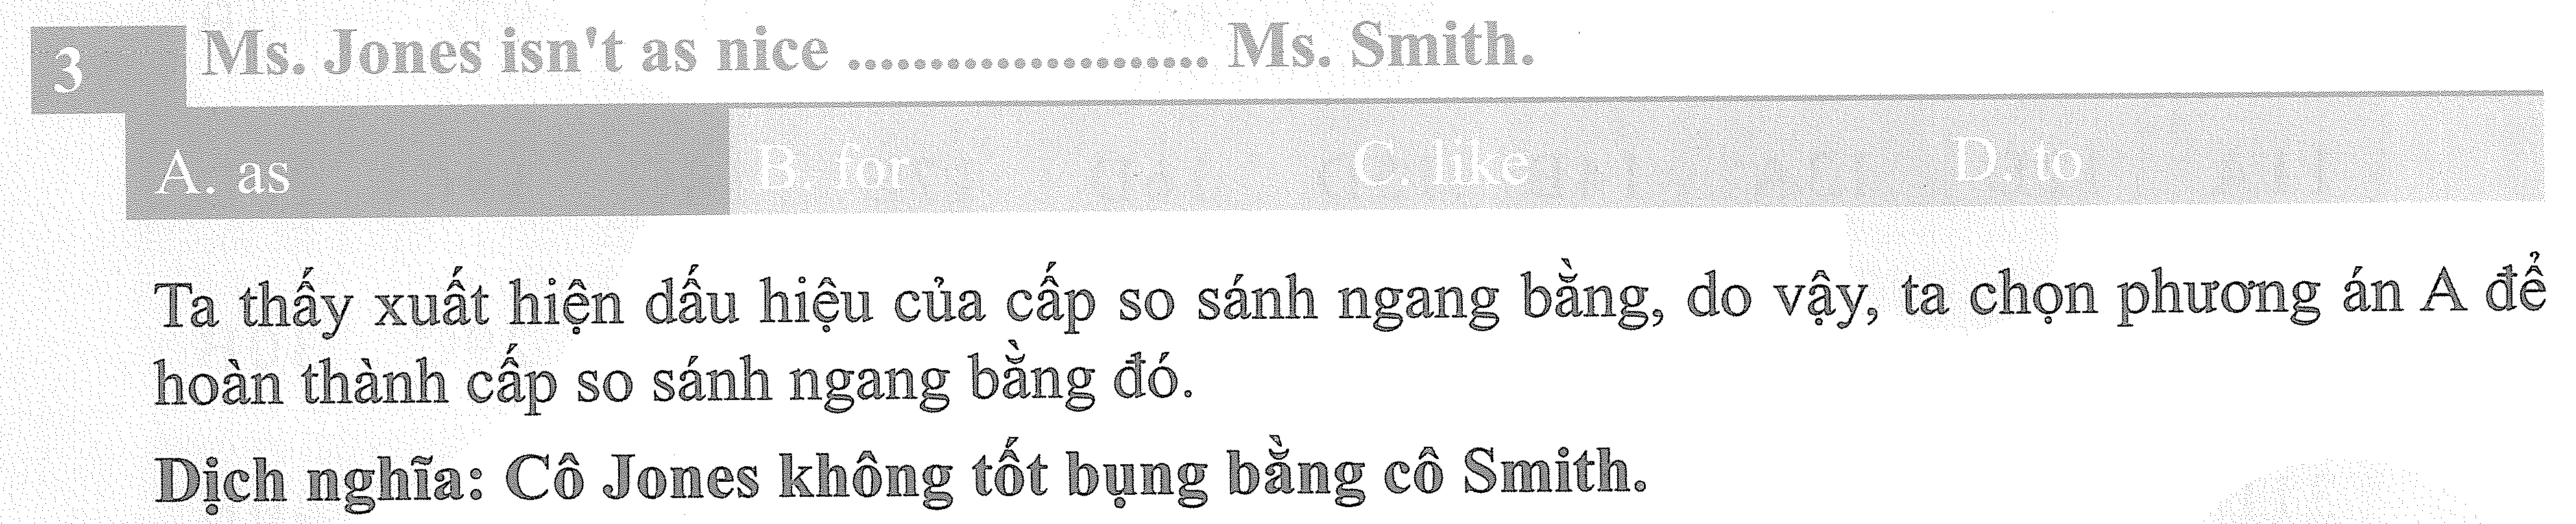 3 Ms. Jones isn't as nice ...................... Ms. Smith.
A. as B. for C. like D. to
Ta thấy xuất hiện dấu hiệu của cấp so sánh ngang bằng, do vậy, ta chọn phương án A để
hoàn thành cấp so sánh ngang bằng đó.
Dịch nghĩa: Cô Jones không tốt bụng bằng cô Smith.